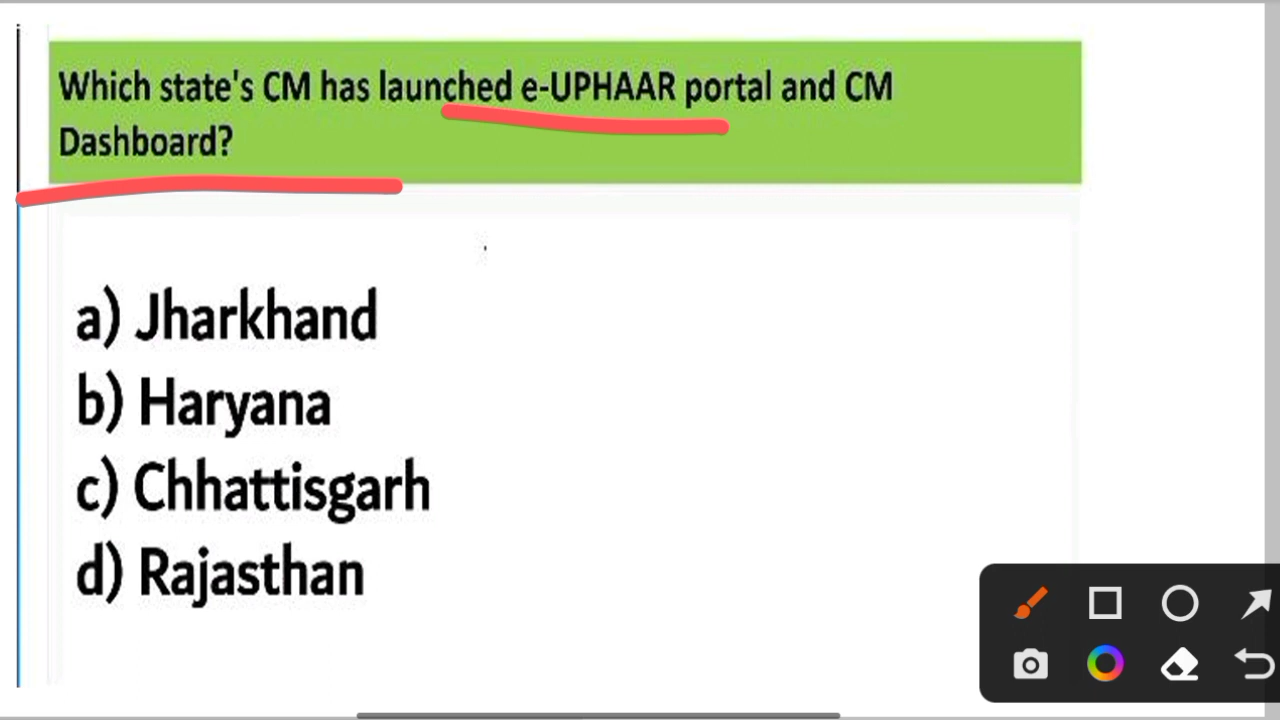 Which state's CM has launched e-UPHAAR portal and CM
Dashboard?
a) Jharkhand
b) Haryana
c) Chhattisgarh
d) Rajasthan